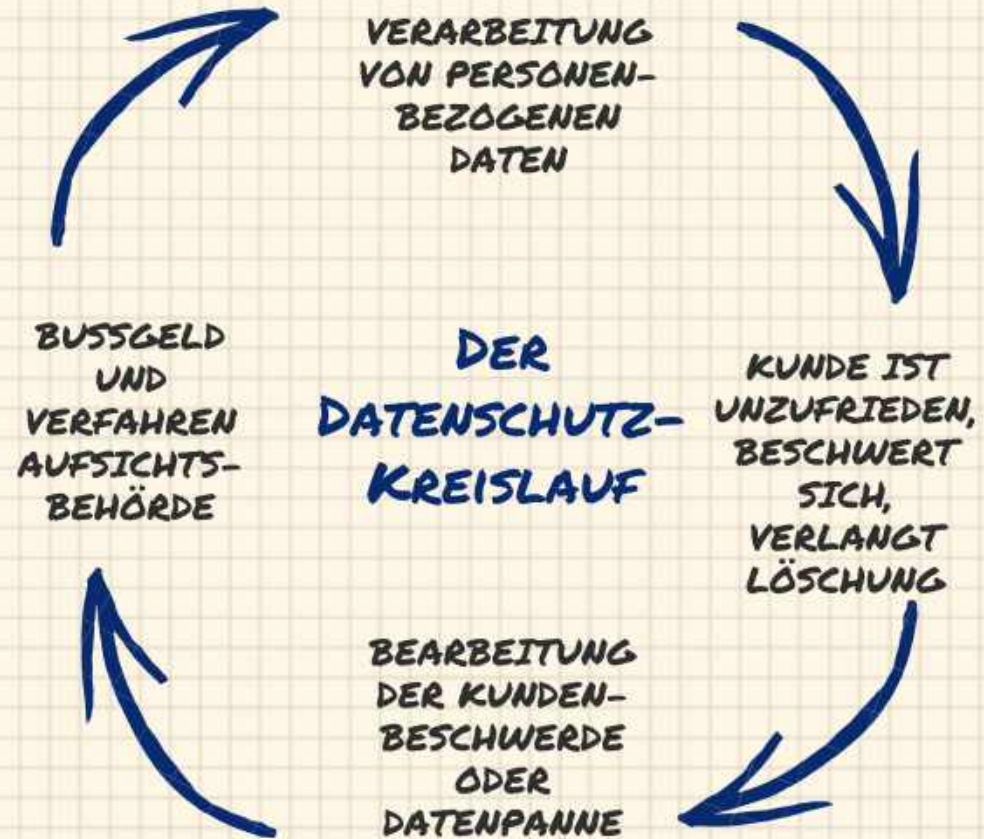 VERARBEITUNG
VON PERSONEN-
BEZOGENEN
DATEN
DER
DATENSCHUTZ-
KREISLAUF
KUNDE IST
UNZUFRIEDEN,
BESCHWERT
SICH,
VERLANGT
LÖSCHUNG
BEARBEITUNG
DER KUNDEN-
BESCHWERDE
ODER
DATENPANNE
BUSSGELD
UND
VERFAHREN
AUFSICHTS-
BEHÖRDE